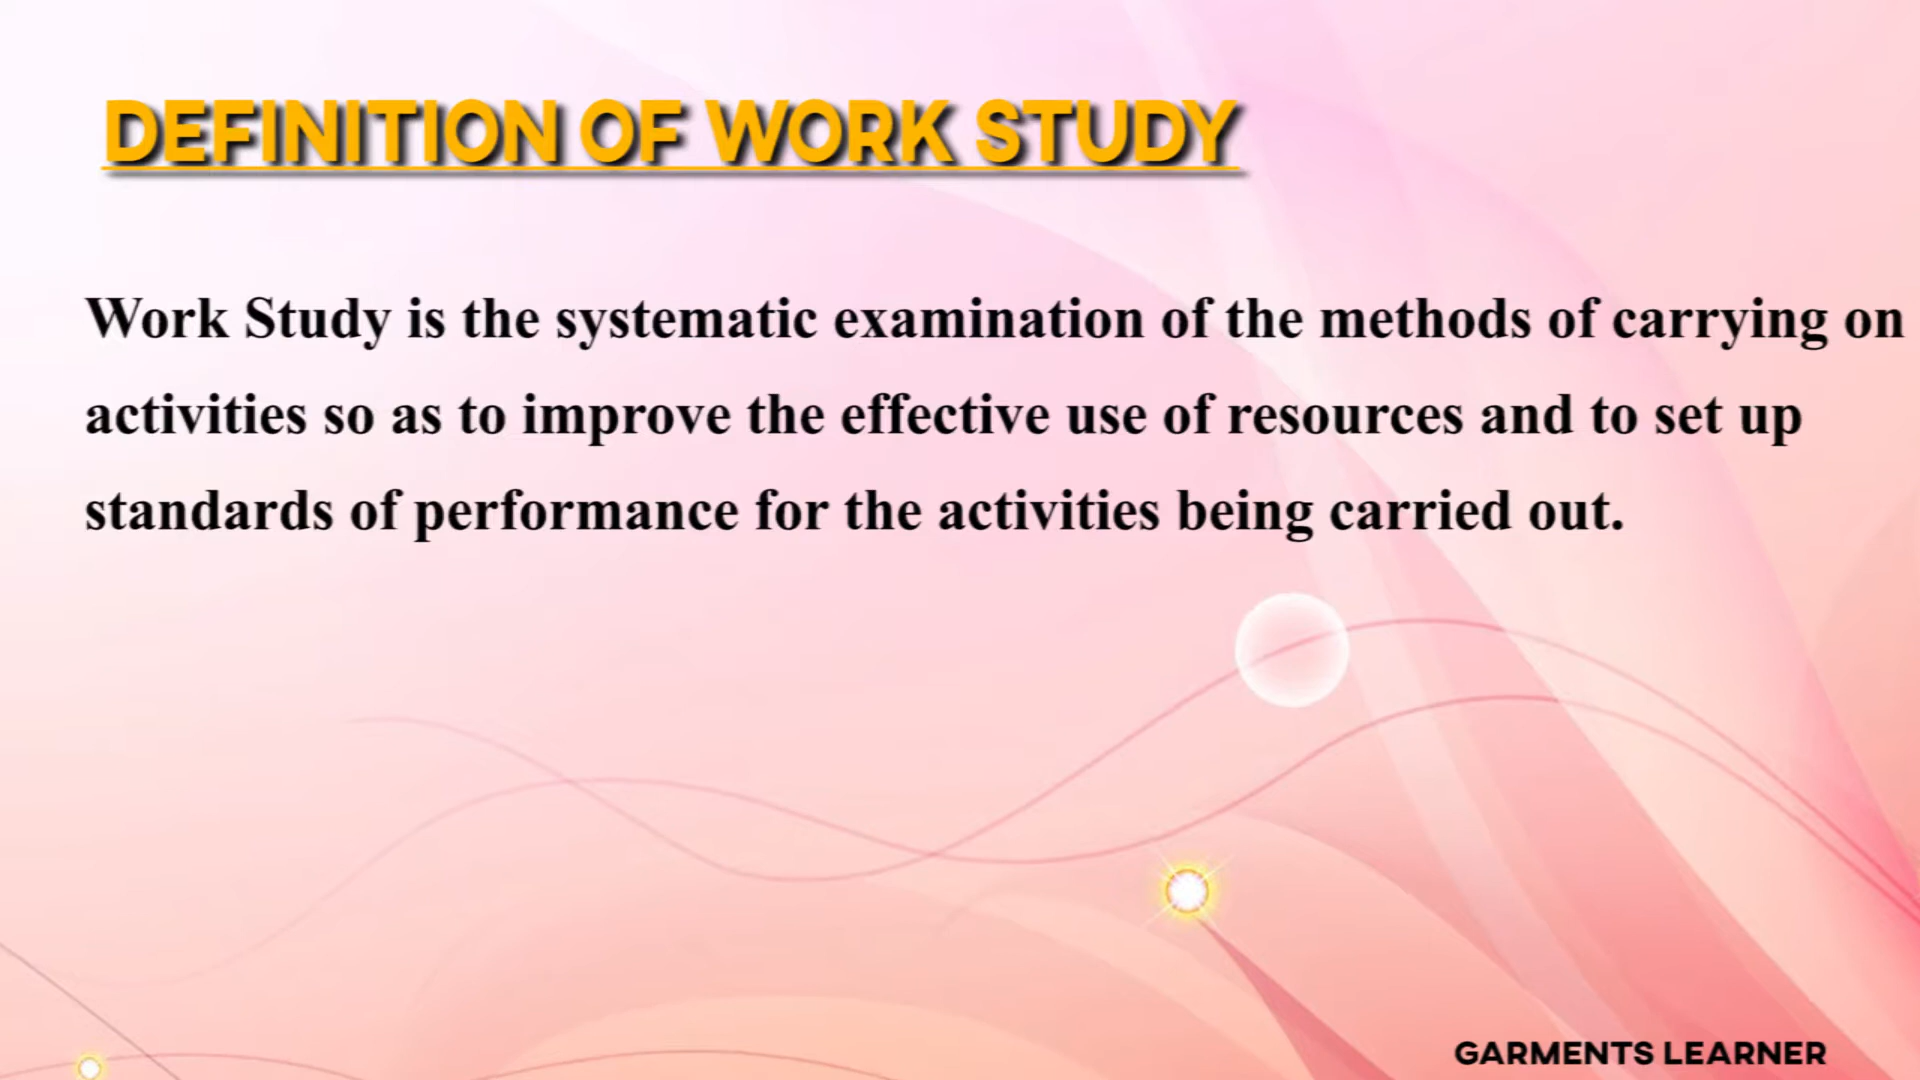 DEFINITION OF WORK STUDY
Work Study is the systematic examination of the methods of carrying on
activities so as to improve the effective use of resources and to set up
standards of performance for the activities being carried out.
GARMENTS LEARNER